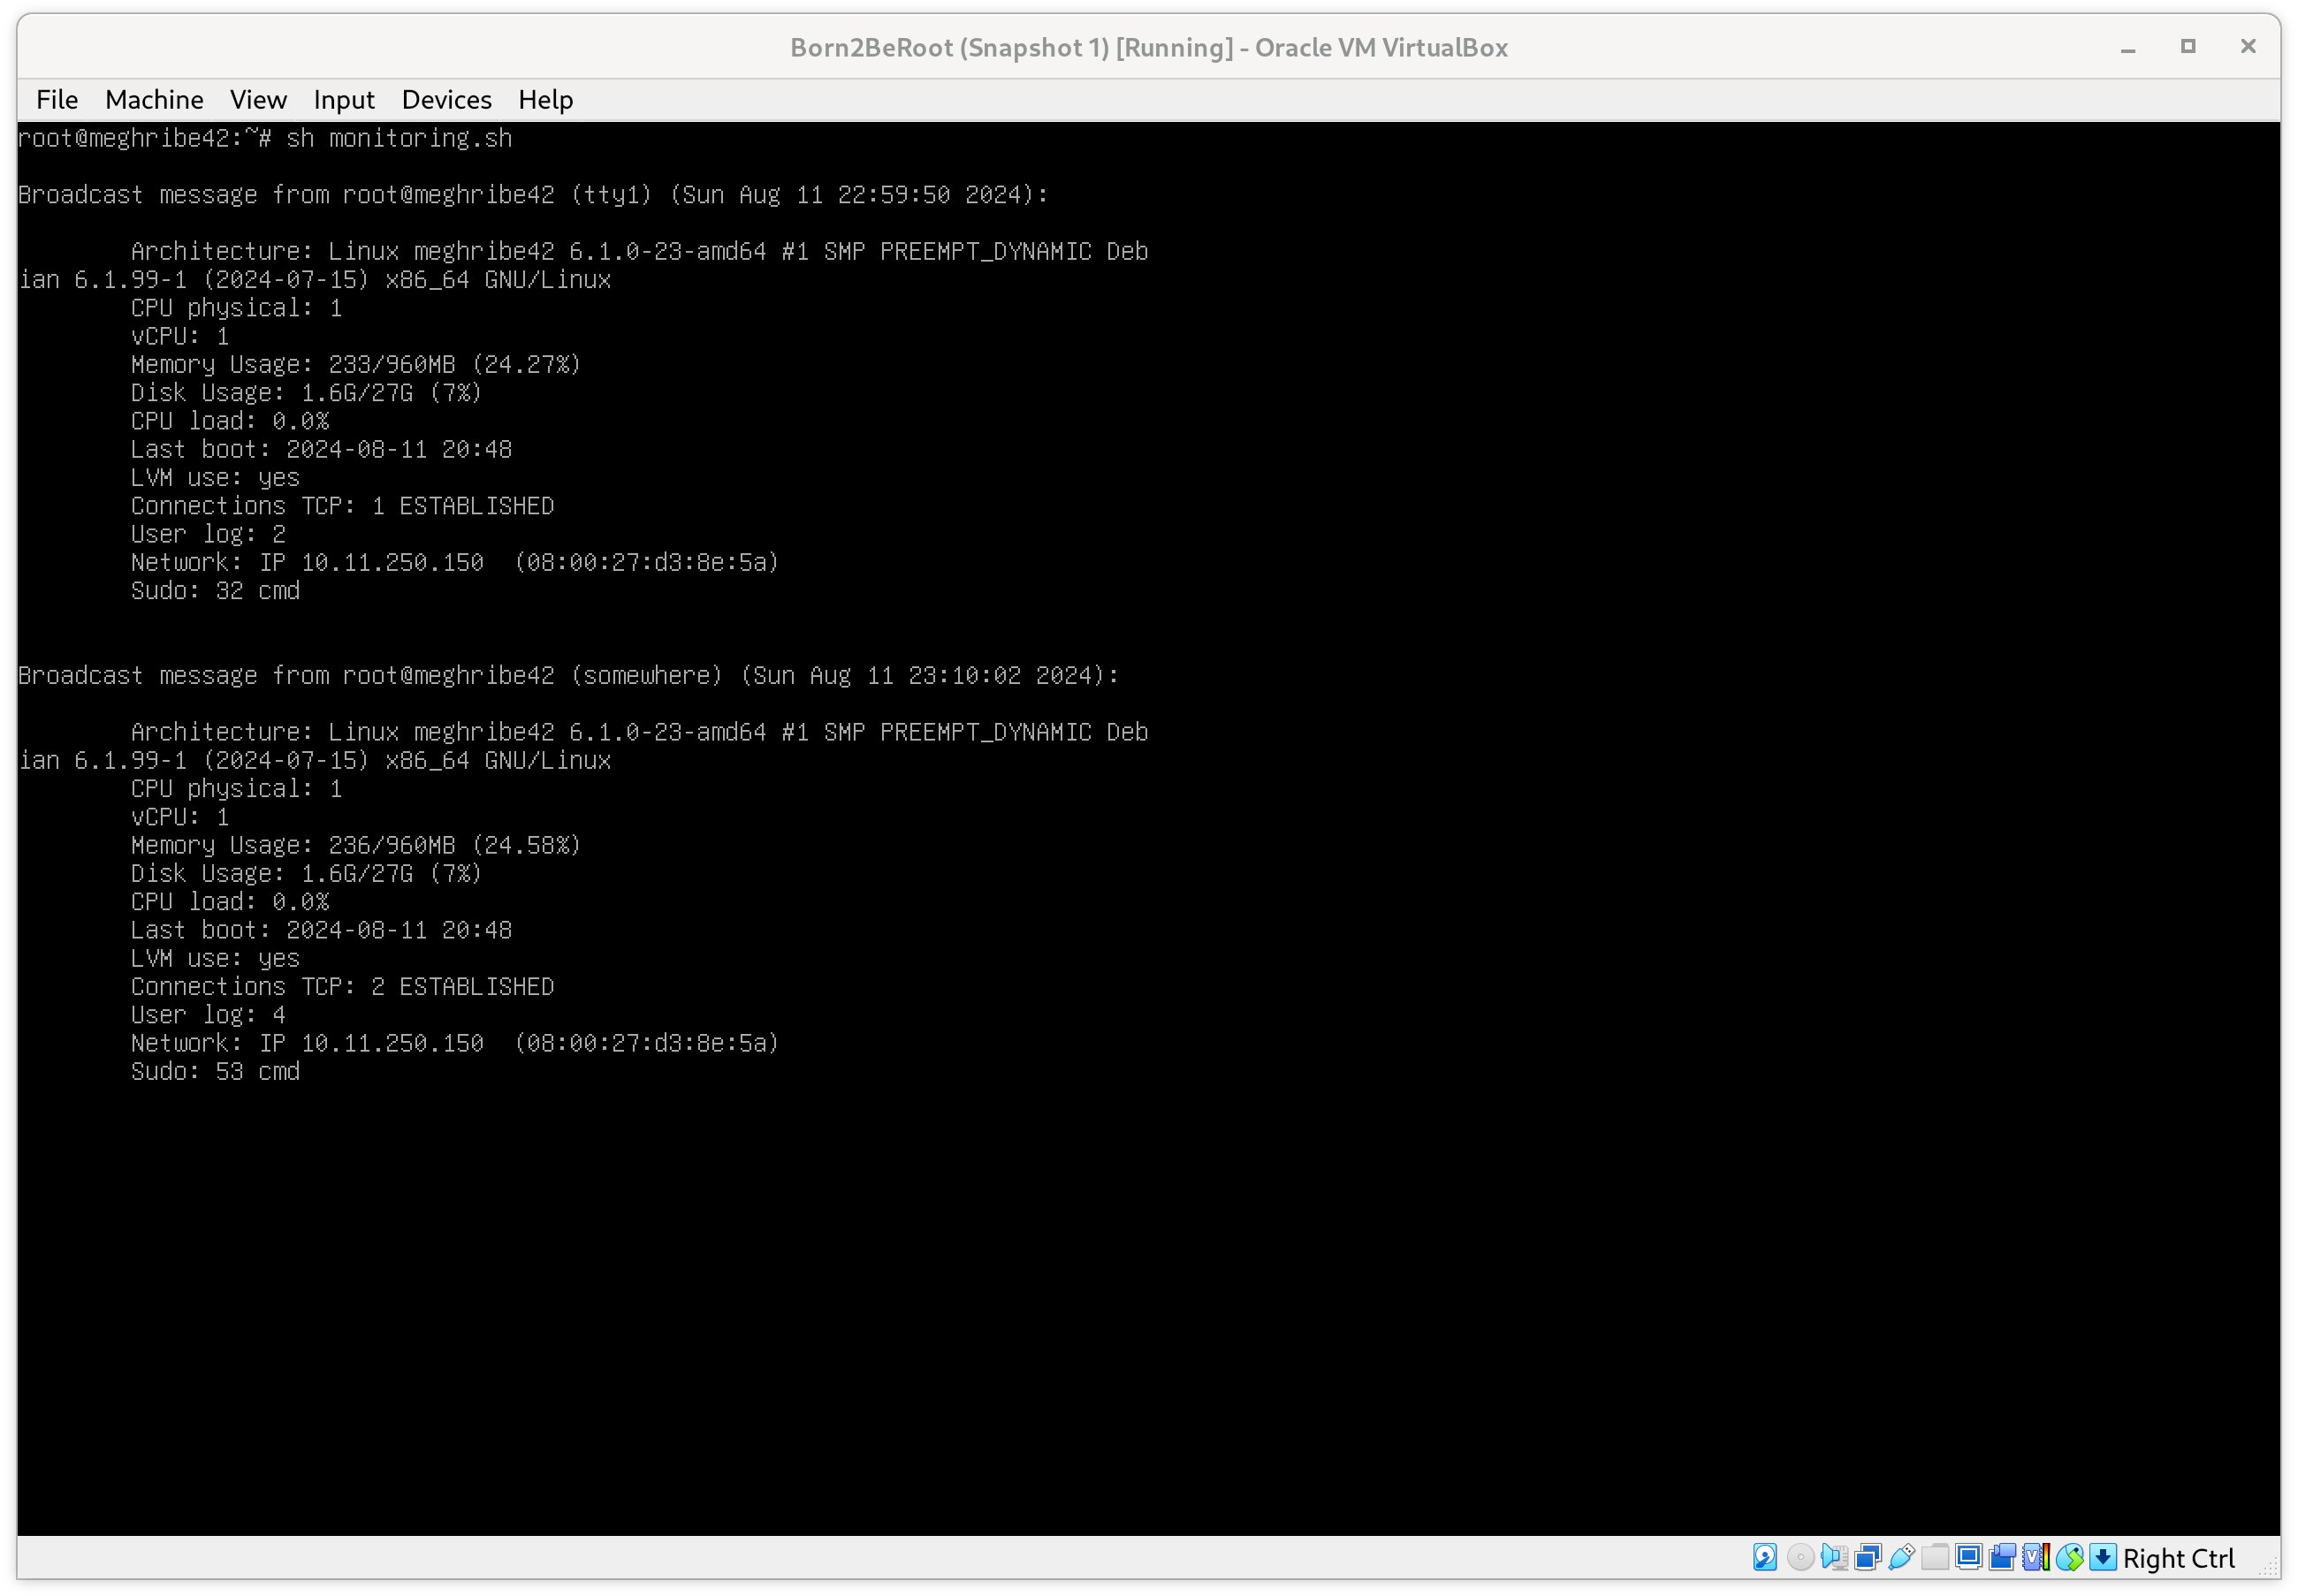 Born2BeRoot (Snapshot 1) [Running] - Oracle VM VirtualBox
File Machine View Input Devices Help
root@meghribe42:~# sh monitoring.sh
Broadcast message from root@meghribe42 (tty1) (Sun Aug 11 22:59:50 2024):
Architecture: Linux meghribe42 6.1.0-23-amd64 #1 SMP PREEMPT_DYNAMIC Deb
ian 6.1.99-1 (2024-07-15) x86_64 GNU/Linux
CPU physical: 1
vCPU: 1
Memory Usage: 233/960MB (24.27%)
Disk Usage: 1.6G/27G (7%)
CPU load: 0.0%
Last boot: 2024-08-11 20:48
LVM use: yes
Connections TCP: 1 ESTABLISHED
User log: 2
Network: IP 10.11.250.150  (08:00:27:d3:8e:5a)
Sudo: 32 cmd
Broadcast message from root@meghribe42 (somewhere) (Sun Aug 11 23:10:02 2024):
Architecture: Linux meghribe42 6.1.0-23-amd64 #1 SMP PREEMPT_DYNAMIC Deb
ian 6.1.99-1 (2024-07-15) x86_64 GNU/Linux
CPU physical: 1
vCPU: 1
Memory Usage: 236/960MB (24.58%)
Disk Usage: 1.6G/27G (7%)
CPU load: 0.0%
Last boot: 2024-08-11 20:48
LVM use: yes
Connections TCP: 2 ESTABLISHED
User log: 4
Network: IP 10.11.250.150  (08:00:27:d3:8e:5a)
Sudo: 53 cmd
Right Ctrl